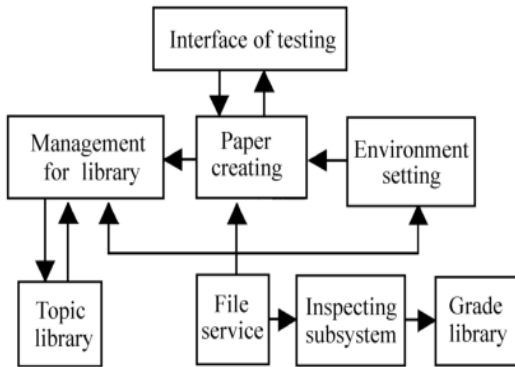 Interface of testing
Management
for library
Paper
creating
Environment
setting
Topic
library
File
service
Inspecting
subsystem
Grade
library